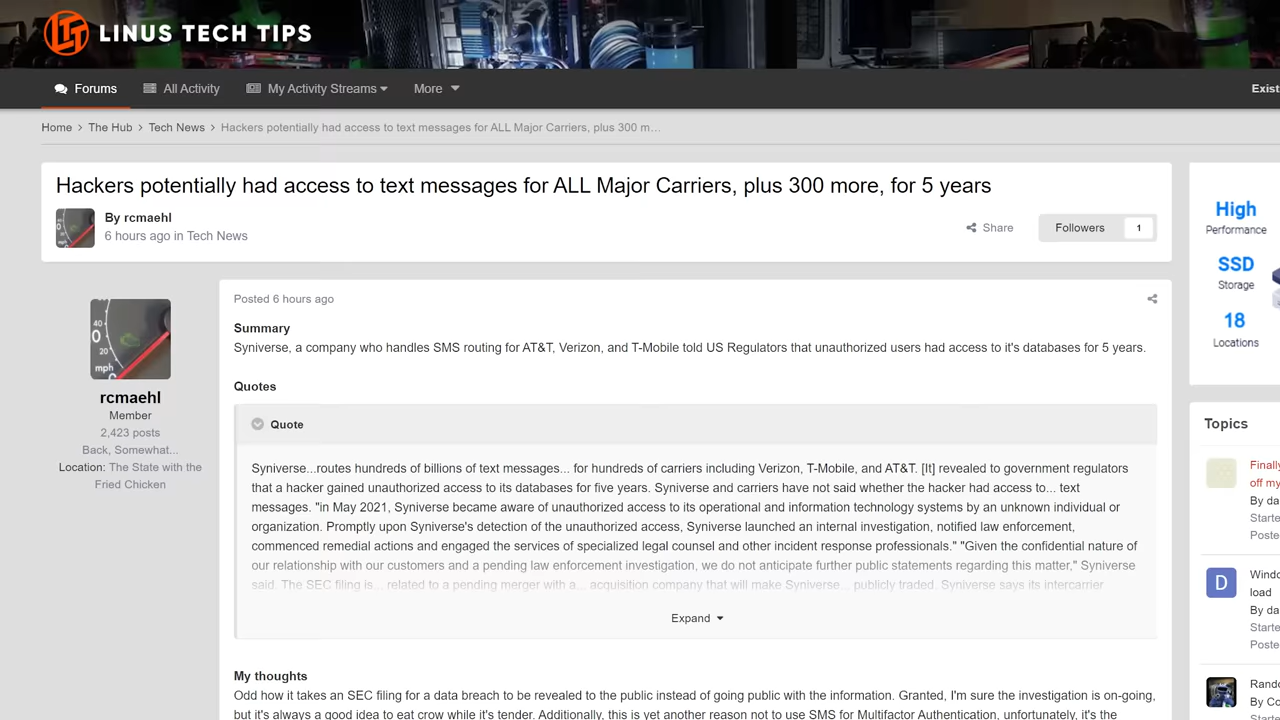 LINUS TECH TIPS
Forums All Activity My Activity Streams More Exist
Home > The Hub > Tech News > Hackers potentially had access to text messages for ALL Major Carriers, plus 300 m…
Hackers potentially had access to text messages for ALL Major Carriers, plus 300 more, for 5 years
By rcmaehl
6 hours ago in Tech News
Share
Followers 1
rcmaehl
Member
2,423 posts
Back, Somewhat...
Location: The State with the
Fried Chicken
Posted 6 hours ago
Summary
Syniverse, a company who handles SMS routing for AT&T, Verizon, and T-Mobile told US Regulators that unauthorized users had access to it's databases for 5 years.
Quotes
Quote
Syniverse...routes hundreds of billions of text messages... for hundreds of carriers including Verizon, T-Mobile, and AT&T. [It] revealed to government regulators
that a hacker gained unauthorized access to its databases for five years. Syniverse and carriers have not said whether the hacker had access to... text
messages. "in May 2021, Syniverse became aware of unauthorized access to its operational and information technology systems by an unknown individual or
organization. Promptly upon Syniverse's detection of the unauthorized access, Syniverse launched an internal investigation, notified law enforcement,
commenced remedial actions and engaged the services of specialized legal counsel and other incident response professionals." "Given the confidential nature of
our relationship with our customers and a pending law enforcement investigation, we do not anticipate further public statements regarding this matter," Syniverse
said. The SEC filing is... related to a pending merger with a... acquisition company that will make Syniverse... publicly traded. Syniverse says its intercarrier
Expand
My thoughts
Odd how it takes an SEC filing for a data breach to be revealed to the public instead of going public with the information. Granted, I'm sure the investigation is on-going,
but it's always a good idea to eat crow while it's tender. Additionally, this is yet another reason not to use SMS for Multifactor Authentication, unfortunately, it's the
High
Performance
SSD
Storage
18
Locations
Topics
Finally
off my
By da
Starte
Poste
D
Windo
load
By da
Starte
Poste
Rando
By Co